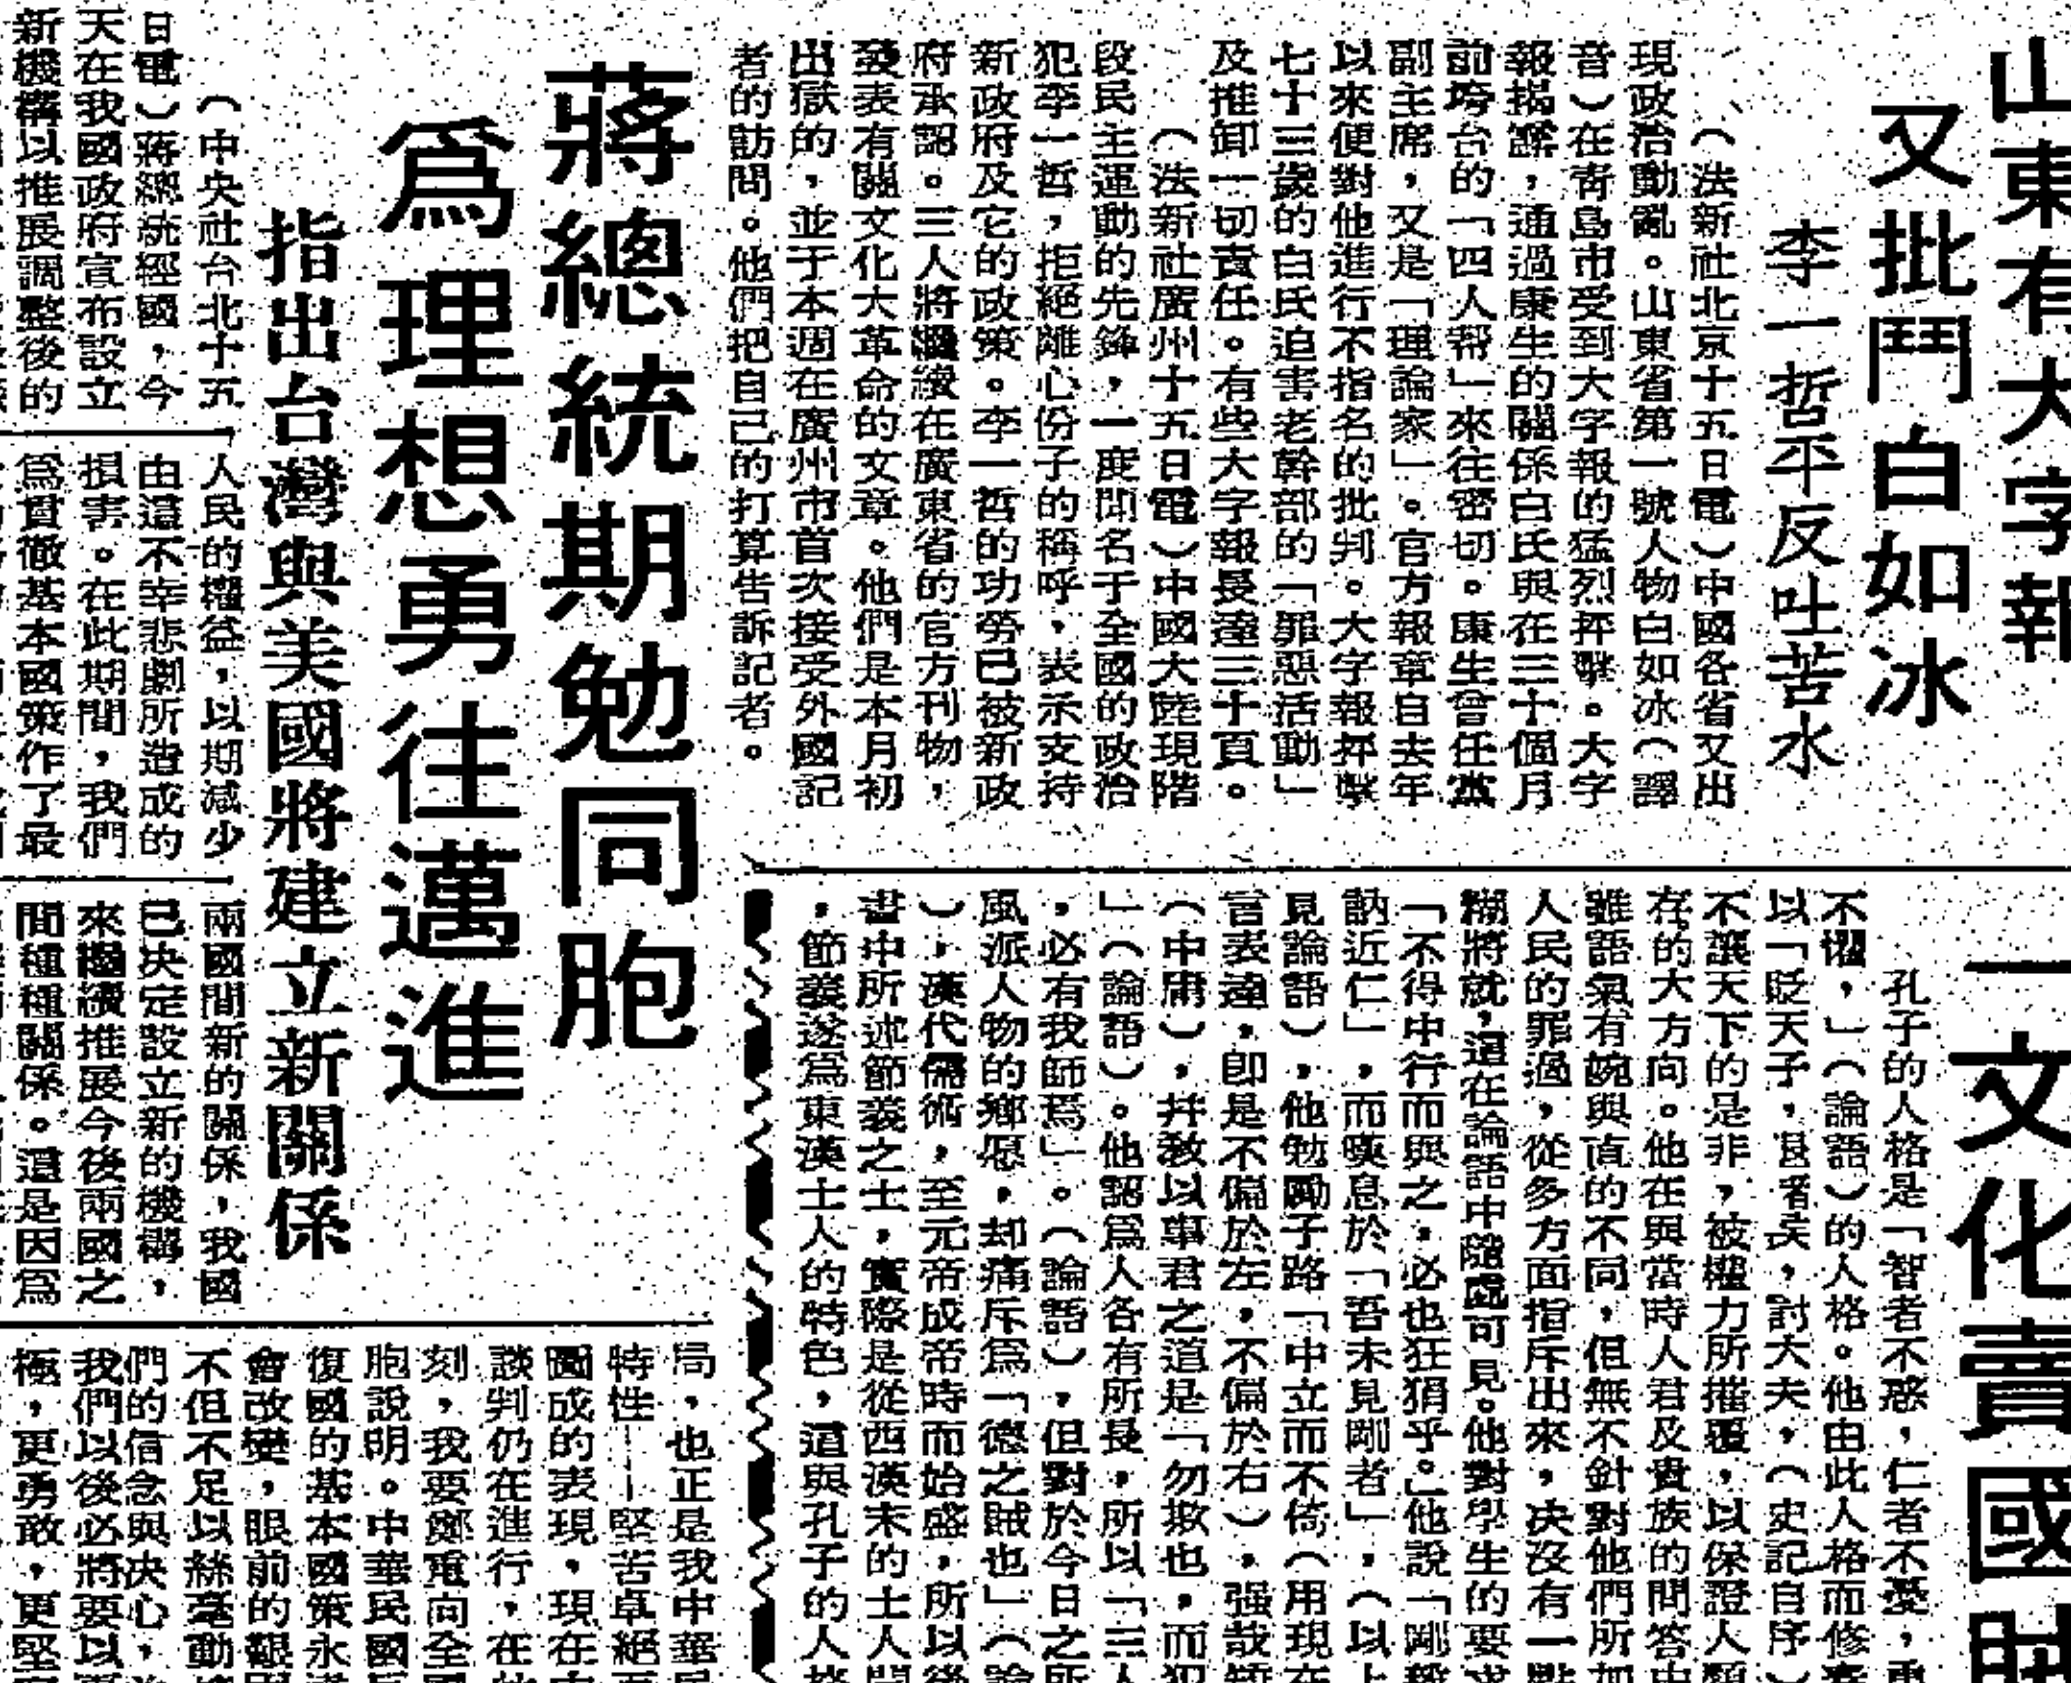 山東有大字報
又批鬥白如冰
李一哲平反吐苦水
（法新社北京十五日電）中國各省又出
現政治動亂。山東省第一號人物白如冰（譯
音）在青島市受到大字報的猛烈抨擊。大字
報揭露，通過康生的關係白氏與在三十個月
前垮台的「四人幫」來往密切。康生曾任黨
副主席，又是「理論家」。官方報章自去年
以來便對他進行不指名的批判。大字報抨擊
七十三歲的白氏迫害老幹部的「罪惡活動」
及推卸一切責任。有些大字報長達三十頁。
（法新社廣州十五日電）中國大陸現階
段民主運動的先鋒，一度聞名于全國的政治
犯李一哲，拒絕離心份子的稱呼，表示支持
新政府及它的政策。李一哲的功勞已被新政
府承認。三人將繼續在廣東省的官方刊物，
發表有關文化大革命的文章。他們是本月初
出獄的，並于本週在廣州市首次接受外國記
者的訪問。他們把自己的打算告訴記者。
蔣總統期勉同胞
爲理想勇往邁進
指出台灣與美國將建立新關係
（中央社台北十五
日電）蔣總統經國，今
天在我國政府宣布設立
新機構以推展調整後的
人民的權益，以期減少
由這不幸悲劇所造成的
損害。在此期間，我們
爲貫徹基本國策作了最
兩國間新的關係，我國
已決定設立新的機構，
來繼續推展今後兩國之
間種種關係。這是因爲
局，也正是我中華民
特性——堅苦卓絕
圖成的表現，現在
談判仍在進行，在
刻，我要鄭重向全
胞說明。中華民國
復國的基本國策永
會改變，眼前的艱
不但不足以絲毫動
們的信念與決心，
我們以後必將要以
極，更勇敢，更堅
一文化賣國賊
孔子的人格是「智者不惑，仁者不憂，勇
不懼，」（論語）的人格。他由此人格而修
以「貶天子，退諸侯，討大夫，（史記自序）
不讓天下的是非，被權力所摧毀，以保證人類
存的大方向。他在與當時人君及貴族的問答中
雖語氣有婉與直的不同，但無不針對他們所加
人民的罪過，從多方面指斥出來，決沒有一點
糊將就，這在論語中隨處可見。他對學生的要求
「不得中行而與之，必也狂狷乎。」他說「剛毅
訥近仁」，而嘆息於「吾未見剛者」，（以上
見論語），他勉勵子路「中立而不倚（用現在
言表達，卽是不偏於左，不偏於右），强哉矯
（中庸），并教以事君之道是「勿欺也，而犯
」（論語）。他認爲人各有所長，所以「三人
，必有我師焉」。（論語），但對於今日之所
風派人物的鄉愿，却痛斥爲「德之賊也」（論
），漢代儒術，至元帝成帝時而始盛，所以後
書中所述節義之士，實際是從西漢末的士人開
，節義遂爲東漢士人的特色，這與孔子的人格